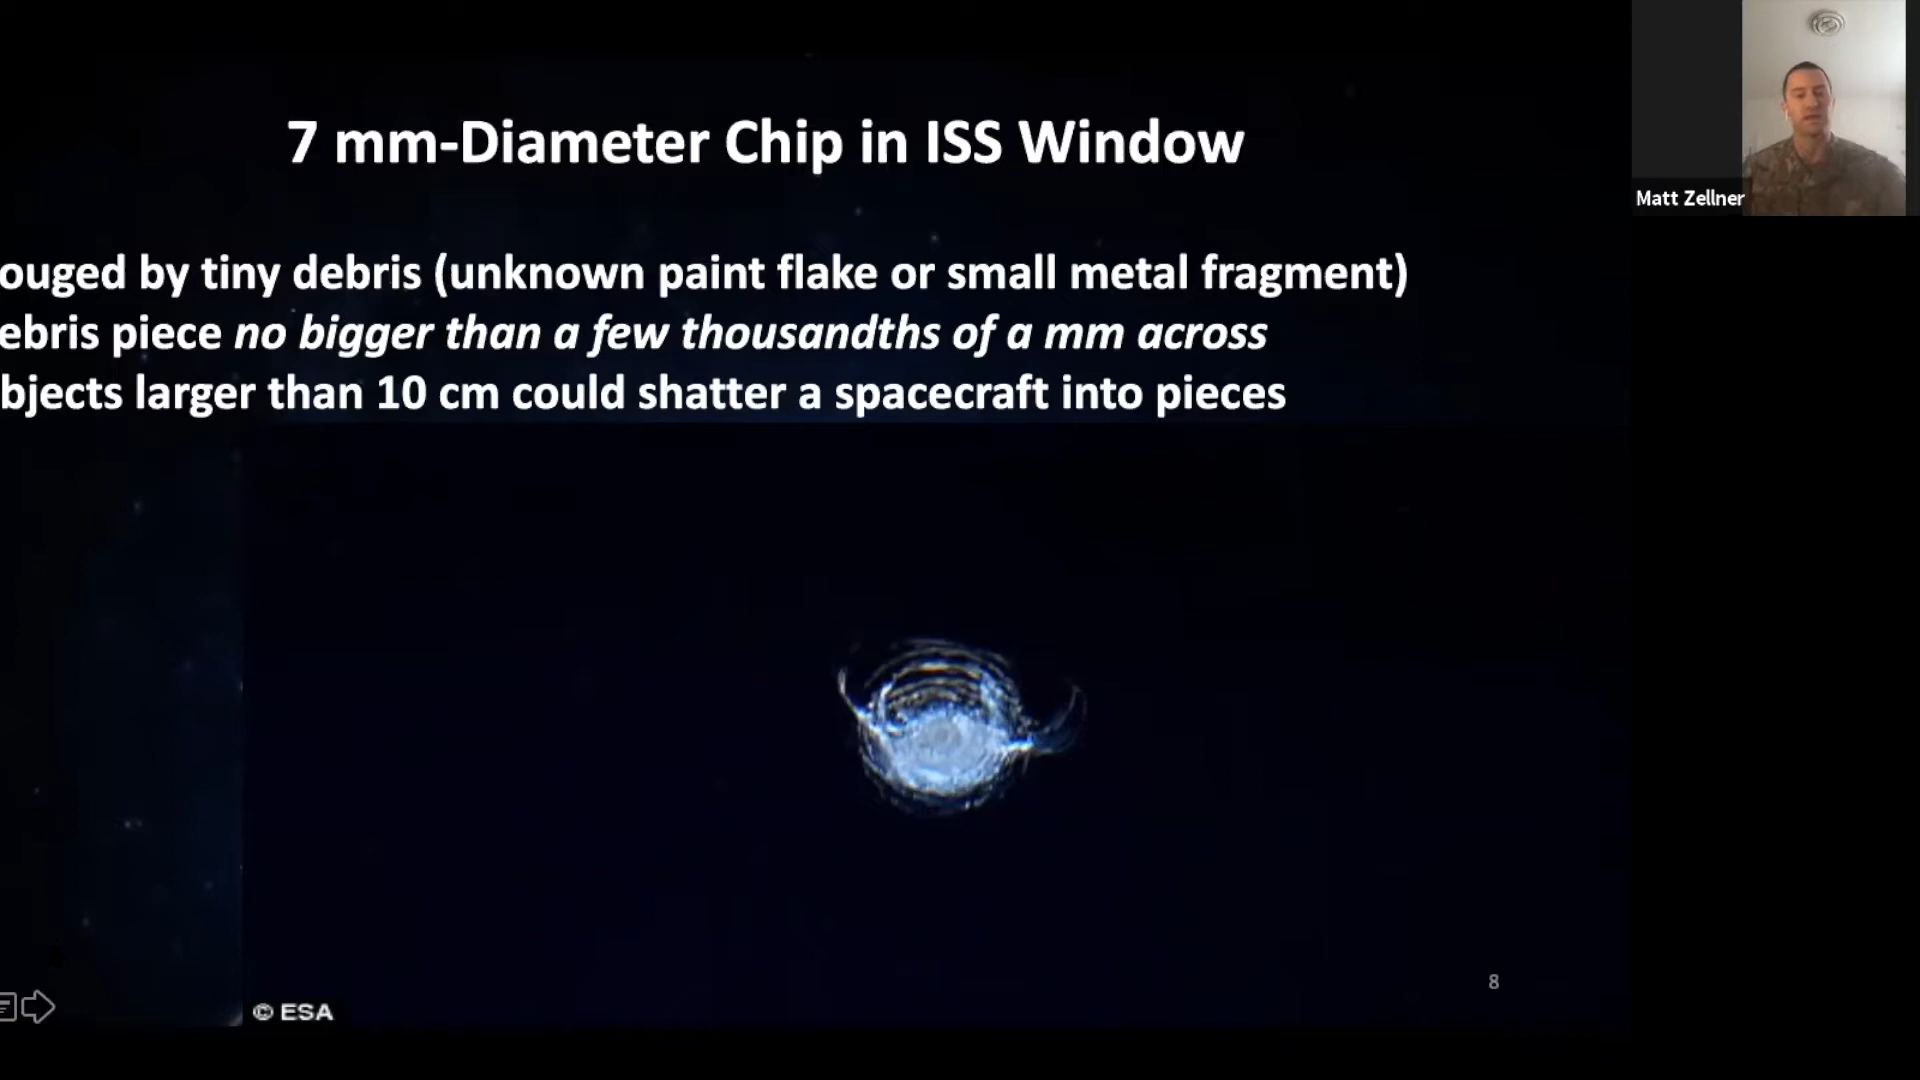 7 mm-Diameter Chip in ISS Window
Matt Zellner
ouged by tiny debris (unknown paint flake or small metal fragment)
ebris piece no bigger than a few thousandths of a mm across
bjects larger than 10 cm could shatter a spacecraft into pieces
8
© ESA